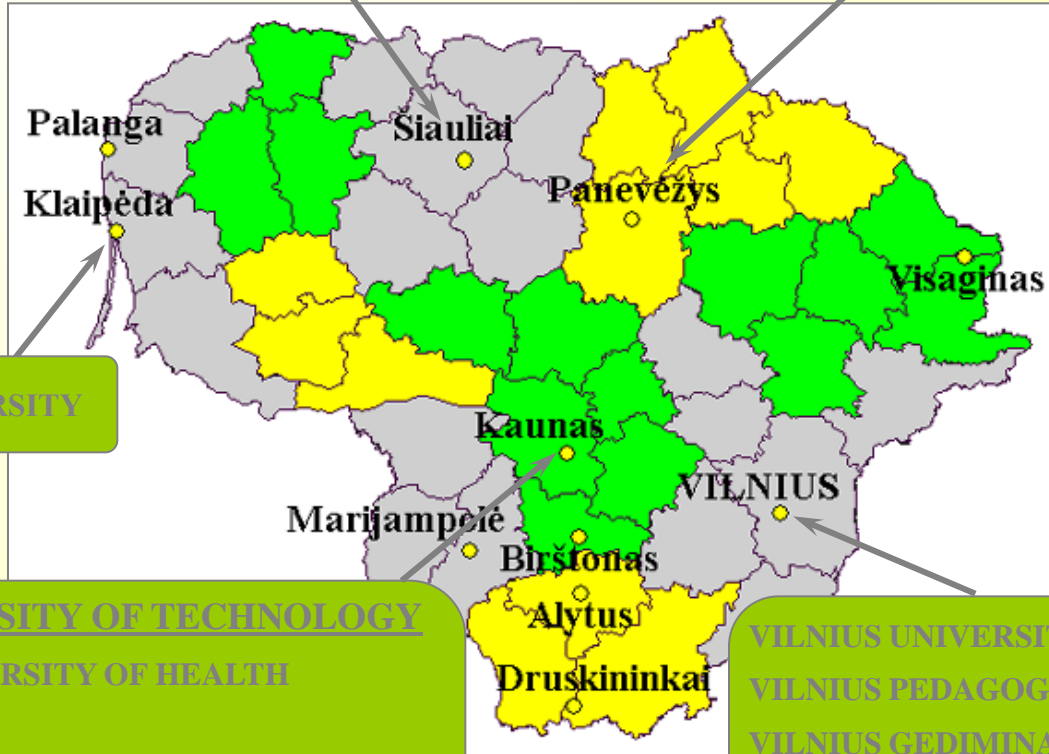 Palanga
Šiauliai
Klaipėda
Panevėžys
Visaginas
RSITY
Kaunas
VILNIUS
Marijampolė
Birštonas
SITY OF TECHNOLOGY
Alytus
VILNIUS UNIVERSIT
RSITY OF HEALTH
Druskininkai
VILNIUS PEDAGOG
VILNIUS GEDIMINA